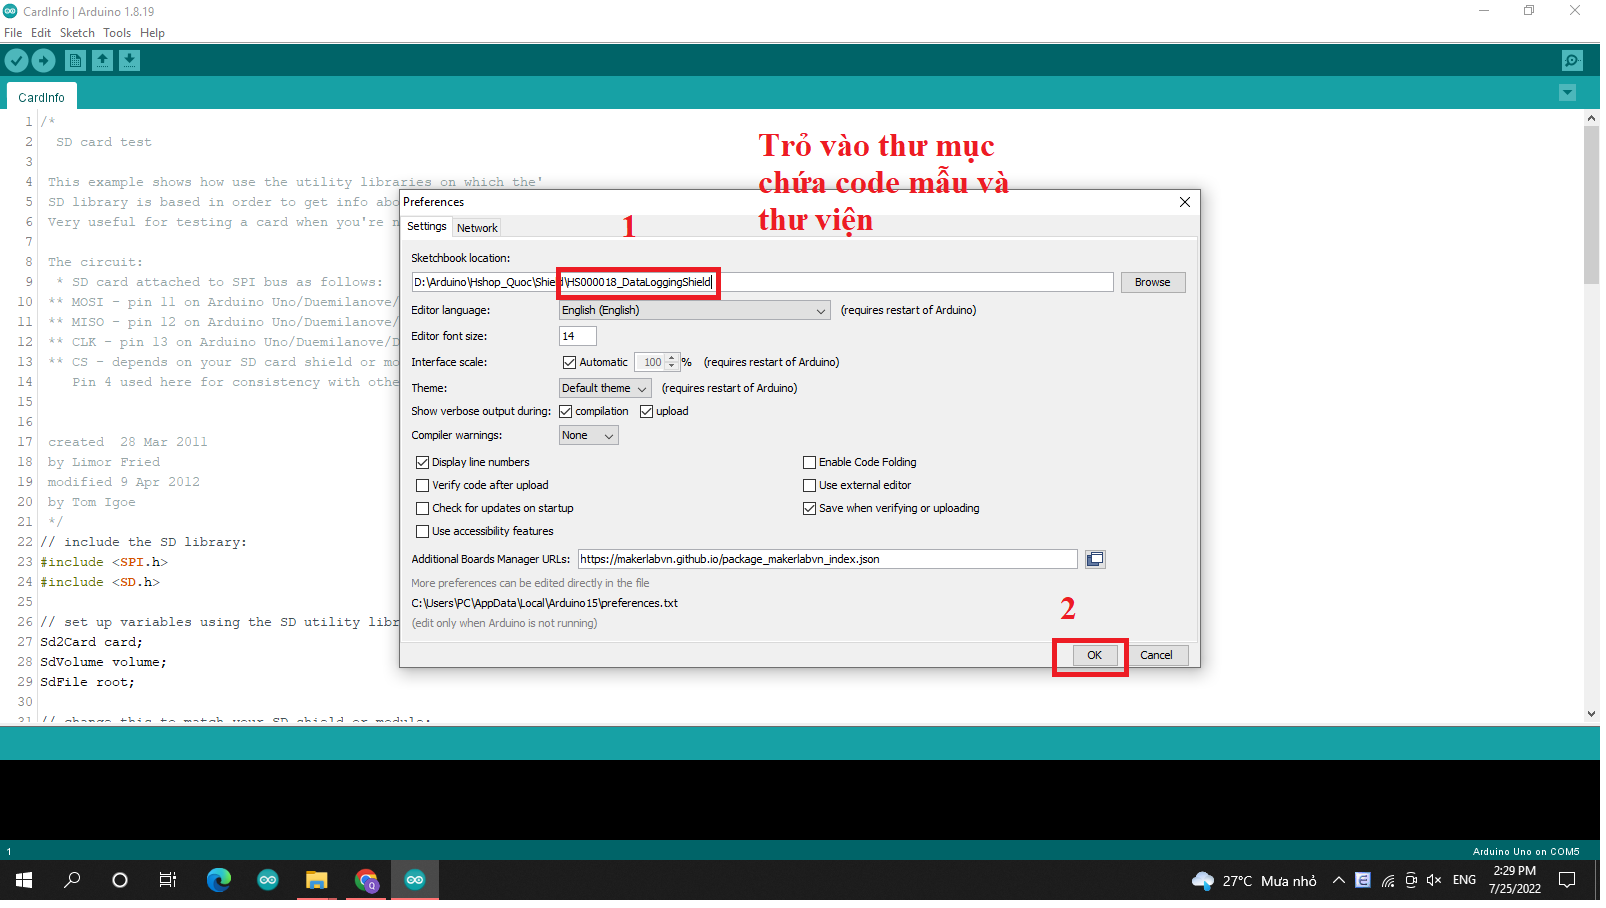 CardInfo | Arduino 1.8.19
File Edit Sketch Tools Help
CardInfo
1 /*
2 SD card test
3
4 This example shows how use the utility libraries on which the'
5 SD library is based in order to get info abo
6 Very useful for testing a card when you're n
7
8 The circuit:
9 * SD card attached to SPI bus as follows:
10 ** MOSI - pin 11 on Arduino Uno/Duemilanove/
11 ** MISO - pin 12 on Arduino Uno/Duemilanove/
12 ** CLK - pin 13 on Arduino Uno/Duemilanove/D
13 ** CS - depends on your SD card shield or mo
14 Pin 4 used here for consistency with othe
15
16
17 created 28 Mar 2011
18 by Limor Fried
19 modified 9 Apr 2012
20 by Tom Igoe
21 */
22 // include the SD library:
23 #include <SPI.h>
24 #include <SD.h>
25
26 // set up variables using the SD utility libr
27 Sd2Card card;
28 SdVolume volume;
29 SdFile root;
30
31 // change this to match your SD shield or module;
Trỏ vào thư mục
chứa code mẫu và
thư viện
Preferences
1
Settings Network
Sketchbook location:
D:\Arduino\Hshop_Quoc\Shield\HS000018_DataLoggingShield Browse
Editor language: English (English) (requires restart of Arduino)
Editor font size: 14
Interface scale: Automatic 100 % (requires restart of Arduino)
Theme: Default theme (requires restart of Arduino)
Show verbose output during: compilation upload
Compiler warnings: None
Display line numbers Enable Code Folding
Verify code after upload Use external editor
Check for updates on startup Save when verifying or uploading
Use accessibility features
Additional Boards Manager URLs: https://makerlabvn.github.io/package_makerlabvn_index.json
More preferences can be edited directly in the file
C:\Users\PC\AppData\Local\Arduino15\preferences.txt
(edit only when Arduino is not running)
2
OK Cancel
1 Arduino Uno on COM5
27°C Mưa nhỏ ENG 2:29 PM
7/25/2022